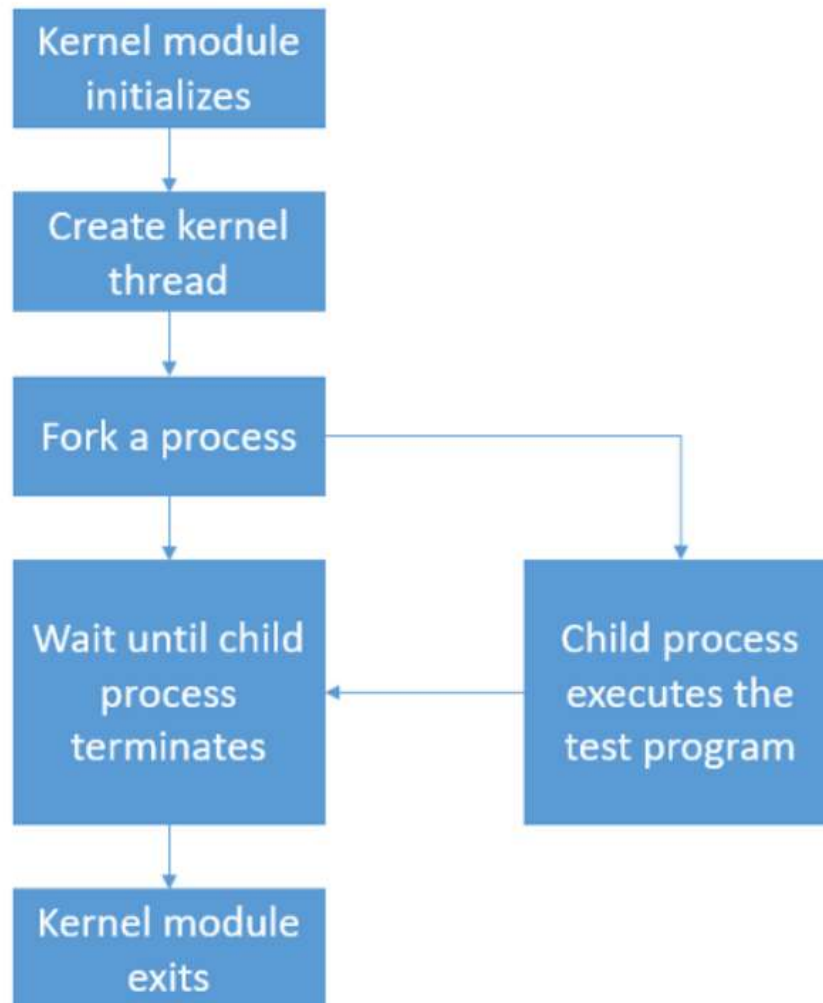 Kernel module
initializes
Create kernel
thread
Fork a process
Wait until child
process
terminates
Child process
executes the
test program
Kernel module
exits